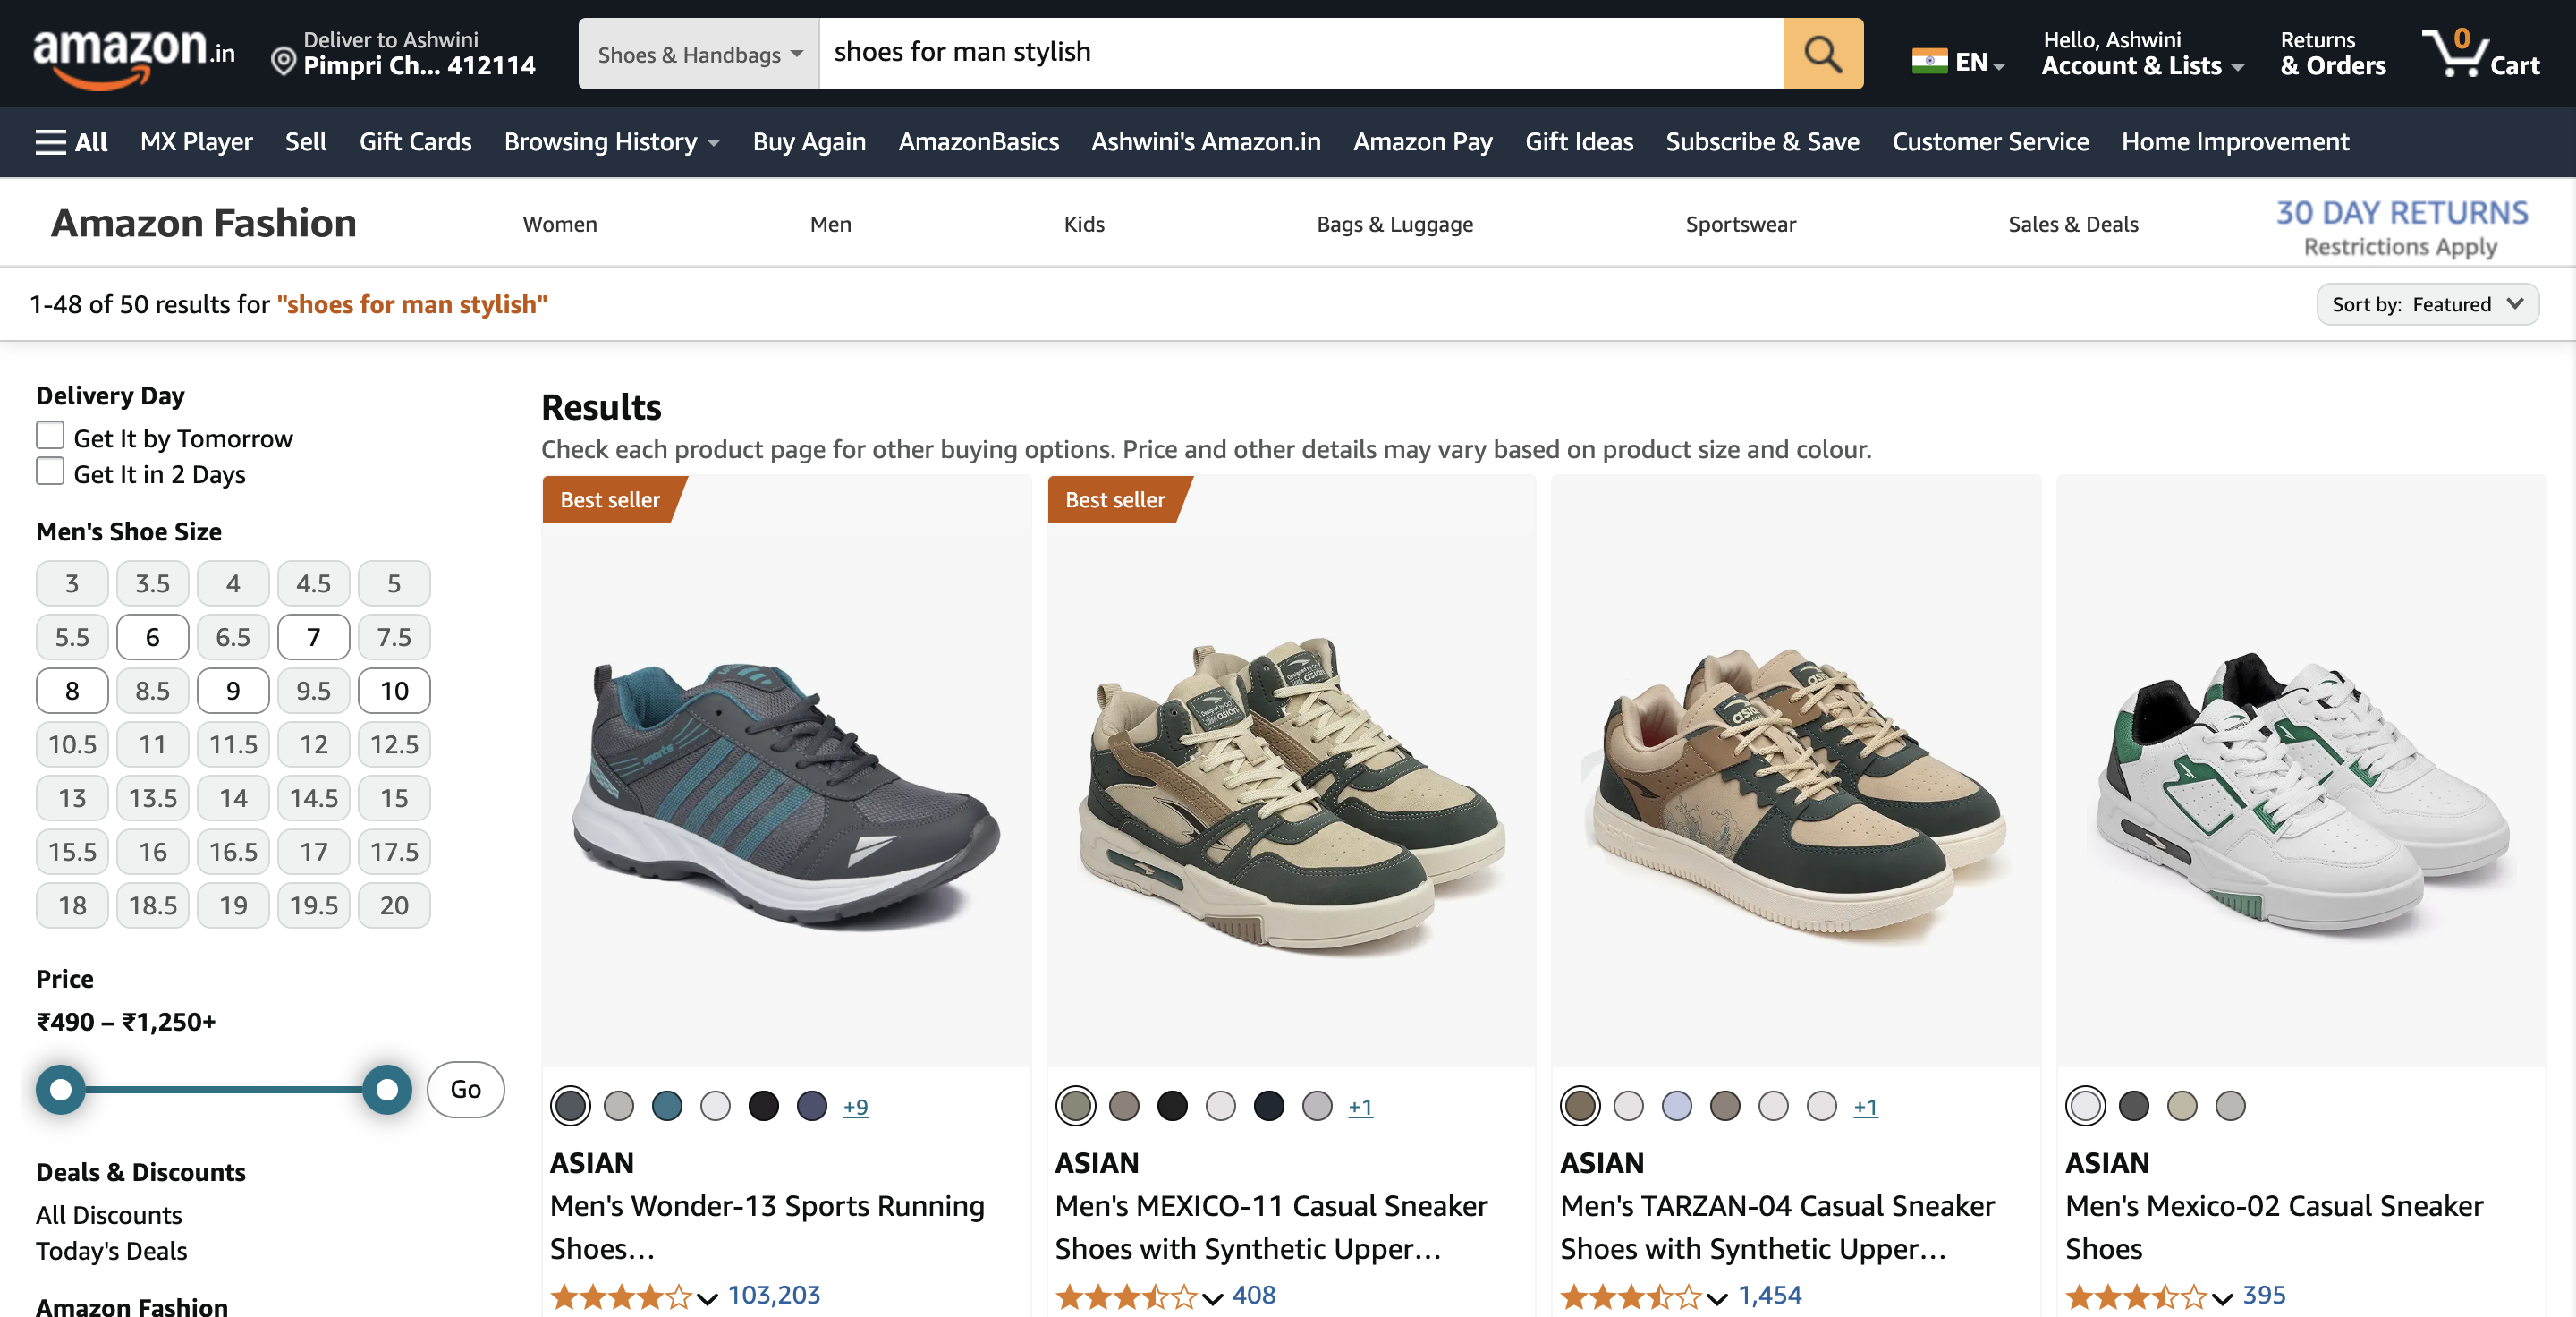 amazon.in
Deliver to Ashwini
Pimpri Ch... 412114
Shoes & Handbags
shoes for man stylish
EN
Hello, Ashwini
Account & Lists
Returns
& Orders
0
Cart
All MX Player Sell Gift Cards Browsing History Buy Again AmazonBasics Ashwini's Amazon.in Amazon Pay Gift Ideas Subscribe & Save Customer Service Home Improvement
Amazon Fashion Women Men Kids Bags & Luggage Sportswear Sales & Deals
30 DAY RETURNS
Restrictions Apply
1-48 of 50 results for "shoes for man stylish"
Sort by: Featured
Delivery Day
Get It by Tomorrow
Get It in 2 Days
Men's Shoe Size
3 3.5 4 4.5 5
5.5 6 6.5 7 7.5
8 8.5 9 9.5 10
10.5 11 11.5 12 12.5
13 13.5 14 14.5 15
15.5 16 16.5 17 17.5
18 18.5 19 19.5 20
Price
₹490 – ₹1,250+
Go
Deals & Discounts
All Discounts
Today's Deals
Amazon Fashion
Results
Check each product page for other buying options. Price and other details may vary based on product size and colour.
Best seller
sports
+9
ASIAN
Men's Wonder-13 Sports Running
Shoes…
103,203
Best seller
asian
asian
+1
ASIAN
Men's MEXICO-11 Casual Sneaker
Shoes with Synthetic Upper…
408
asian
asian
+1
ASIAN
Men's TARZAN-04 Casual Sneaker
Shoes with Synthetic Upper…
1,454
ASIAN
Men's Mexico-02 Casual Sneaker
Shoes
395